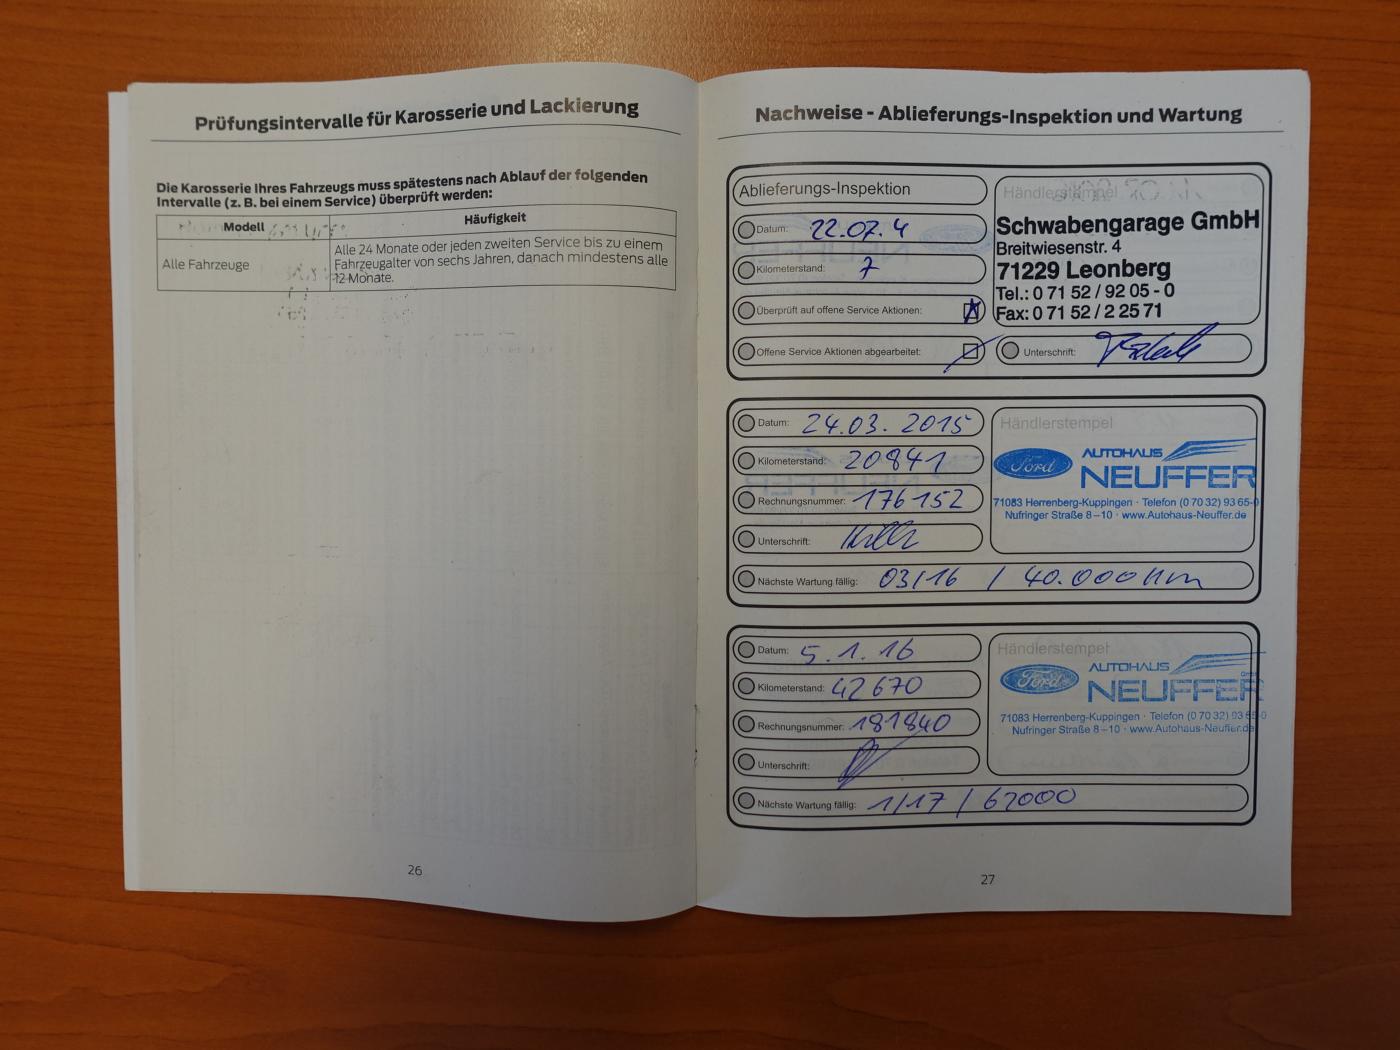 Prüfungsintervalle für Karosserie und Lackierung
Die Karosserie Ihres Fahrzeugs muss spätestens nach Ablauf der folgenden
Intervalle (z. B. bei einem Service) überprüft werden:
Modell Häufigkeit
Alle Fahrzeuge
Alle 24 Monate oder jeden zweiten Service bis zu einem
Fahrzeugalter von sechs Jahren, danach mindestens alle
12 Monate.
26
Nachweise - Ablieferungs-Inspektion und Wartung
Ablieferungs-Inspektion
Datum: 22.07.4
Kilometerstand: 7
Überprüft auf offene Service Aktionen:
Offene Service Aktionen abgearbeitet:
Händlerstempel
Schwabengarage GmbH
Breitwiesenstr. 4
71229 Leonberg
Tel.: 0 71 52 / 92 05 - 0
Fax: 0 71 52 / 2 25 71
Unterschrift:
Datum: 24.03.2015
Kilometerstand: 20841
Rechnungsnummer: 176152
Unterschrift:
Händlerstempel
Ford AUTOHAUS
NEUFFER
71083 Herrenberg-Kuppingen · Telefon (0 70 32) 93 65-0
Nufringer Straße 8-10 · www.Autohaus-Neuffer.de
Nächste Wartung fällig: 03/16 / 40.000 km
Datum: 5.1.16
Kilometerstand: 42670
Rechnungsnummer: 181840
Unterschrift:
Händlerstempel
Ford AUTOHAUS
NEUFFER
71083 Herrenberg-Kuppingen · Telefon (0 70 32) 93 65-0
Nufringer Straße 8-10 · www.Autohaus-Neuffer.de
Nächste Wartung fällig: 1/17 / 62000
27